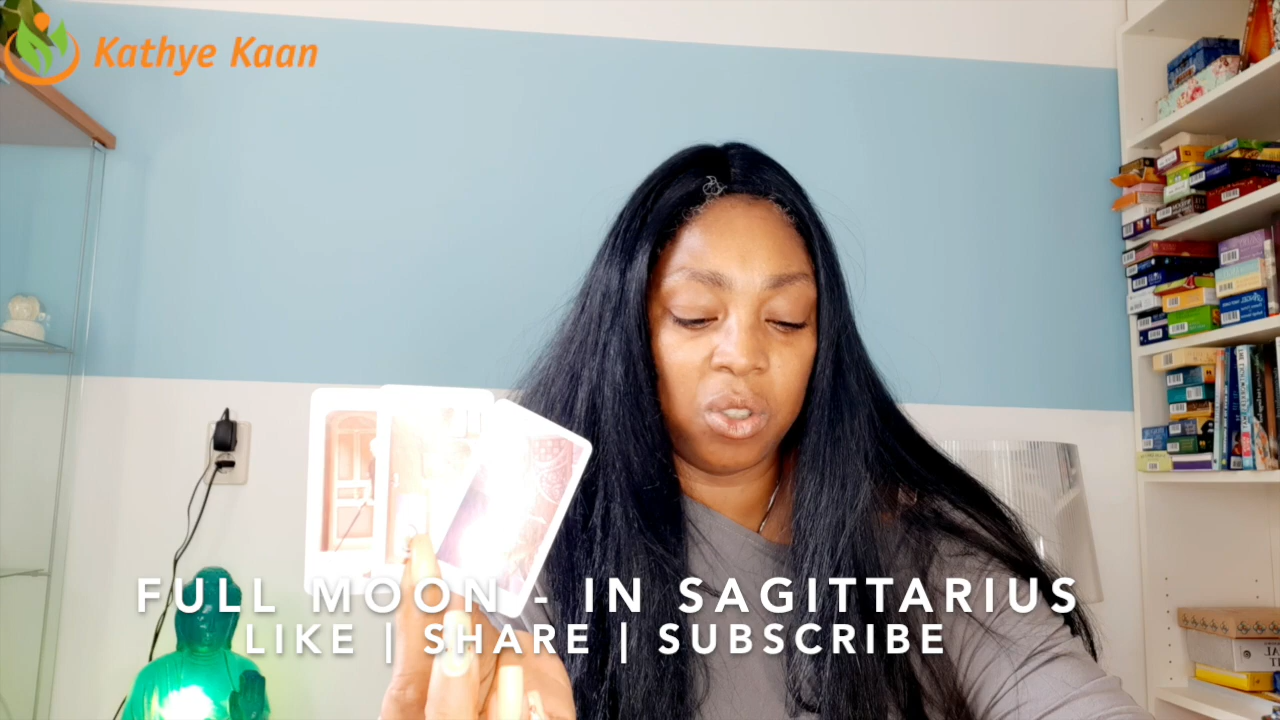 Kathye Kaan
FULL MOON - IN SAGITTARIUS
LIKE | SHARE | SUBSCRIBE